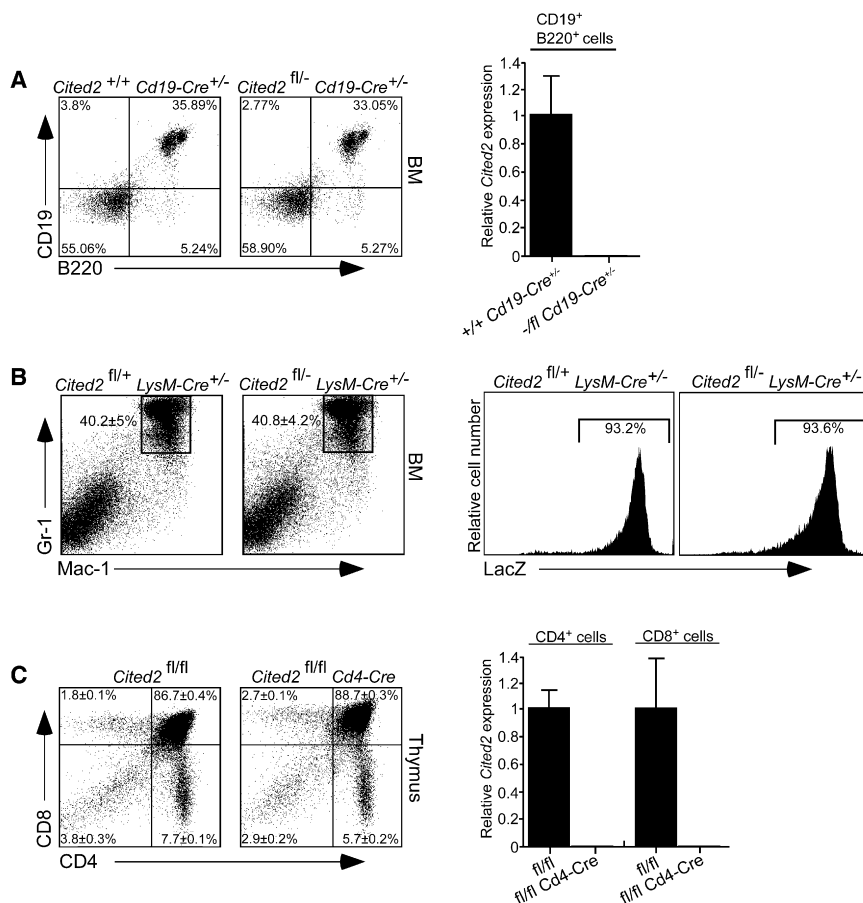 A
Cited2 +/+ Cd19-Cre+/-
Cited2 fl/- Cd19-Cre+/-
3.8% 35.89%
55.06% 5.24%
2.77% 33.05%
58.90% 5.27%
CD19
B220
BM
CD19+
B220+ cells
Relative Cited2 expression
1.4
1.2
1
0.8
0.6
0.4
0.2
0
+/+ Cd19-Cre+/-
-/fl Cd19-Cre+/-
B
Cited2 fl/+ LysM-Cre+/-
Cited2 fl/- LysM-Cre+/-
40.2±5%
40.8±4.2%
Gr-1
Mac-1
BM
Cited2 fl/+ LysM-Cre+/-
Cited2 fl/- LysM-Cre+/-
93.2%
93.6%
Relative cell number
LacZ
C
Cited2 fl/fl
Cited2 fl/fl Cd4-Cre
1.8±0.1% 86.7±0.4%
3.8±0.3% 7.7±0.1%
2.7±0.1% 88.7±0.3%
2.9±0.2% 5.7±0.2%
CD8
CD4
Thymus
CD4+ cells
CD8+ cells
Relative Cited2 expression
1.4
1.2
1
0.8
0.6
0.4
0.2
0
fl/fl
fl/fl Cd4-Cre
fl/fl
fl/fl Cd4-Cre